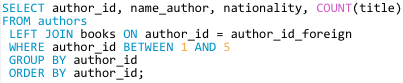 SELECT author_id, name_author, nationality, COUNT(title)
FROM authors
LEFT JOIN books ON author_id = author_id_foreign
WHERE author_id BETWEEN 1 AND 5
GROUP BY author_id
ORDER BY author_id;